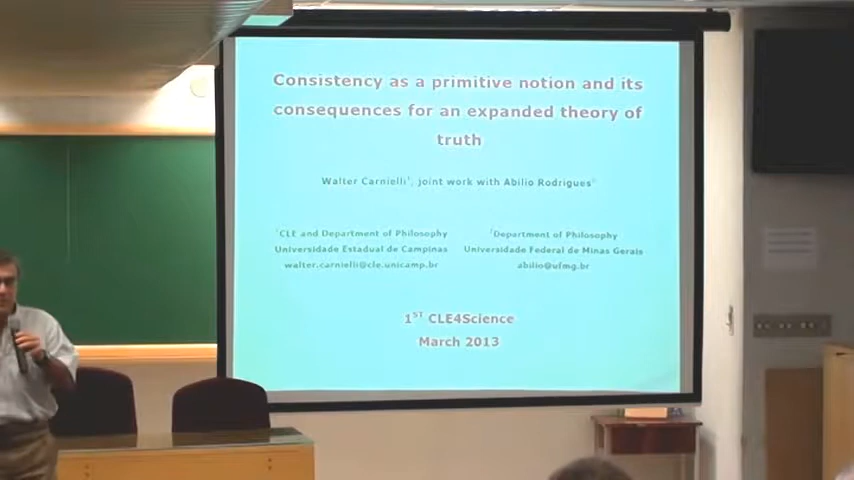 Consistency as a primitive notion and its
consequences for an expanded theory of
truth
Walter Carnielli¹, joint work with Abilio Rodrigues²
¹CLE and Department of Philosophy
Universidade Estadual de Campinas
walter.carnielli@cle.unicamp.br
²Department of Philosophy
Universidade Federal de Minas Gerais
abilio@ufmg.br
1ST CLE4Science
March 2013